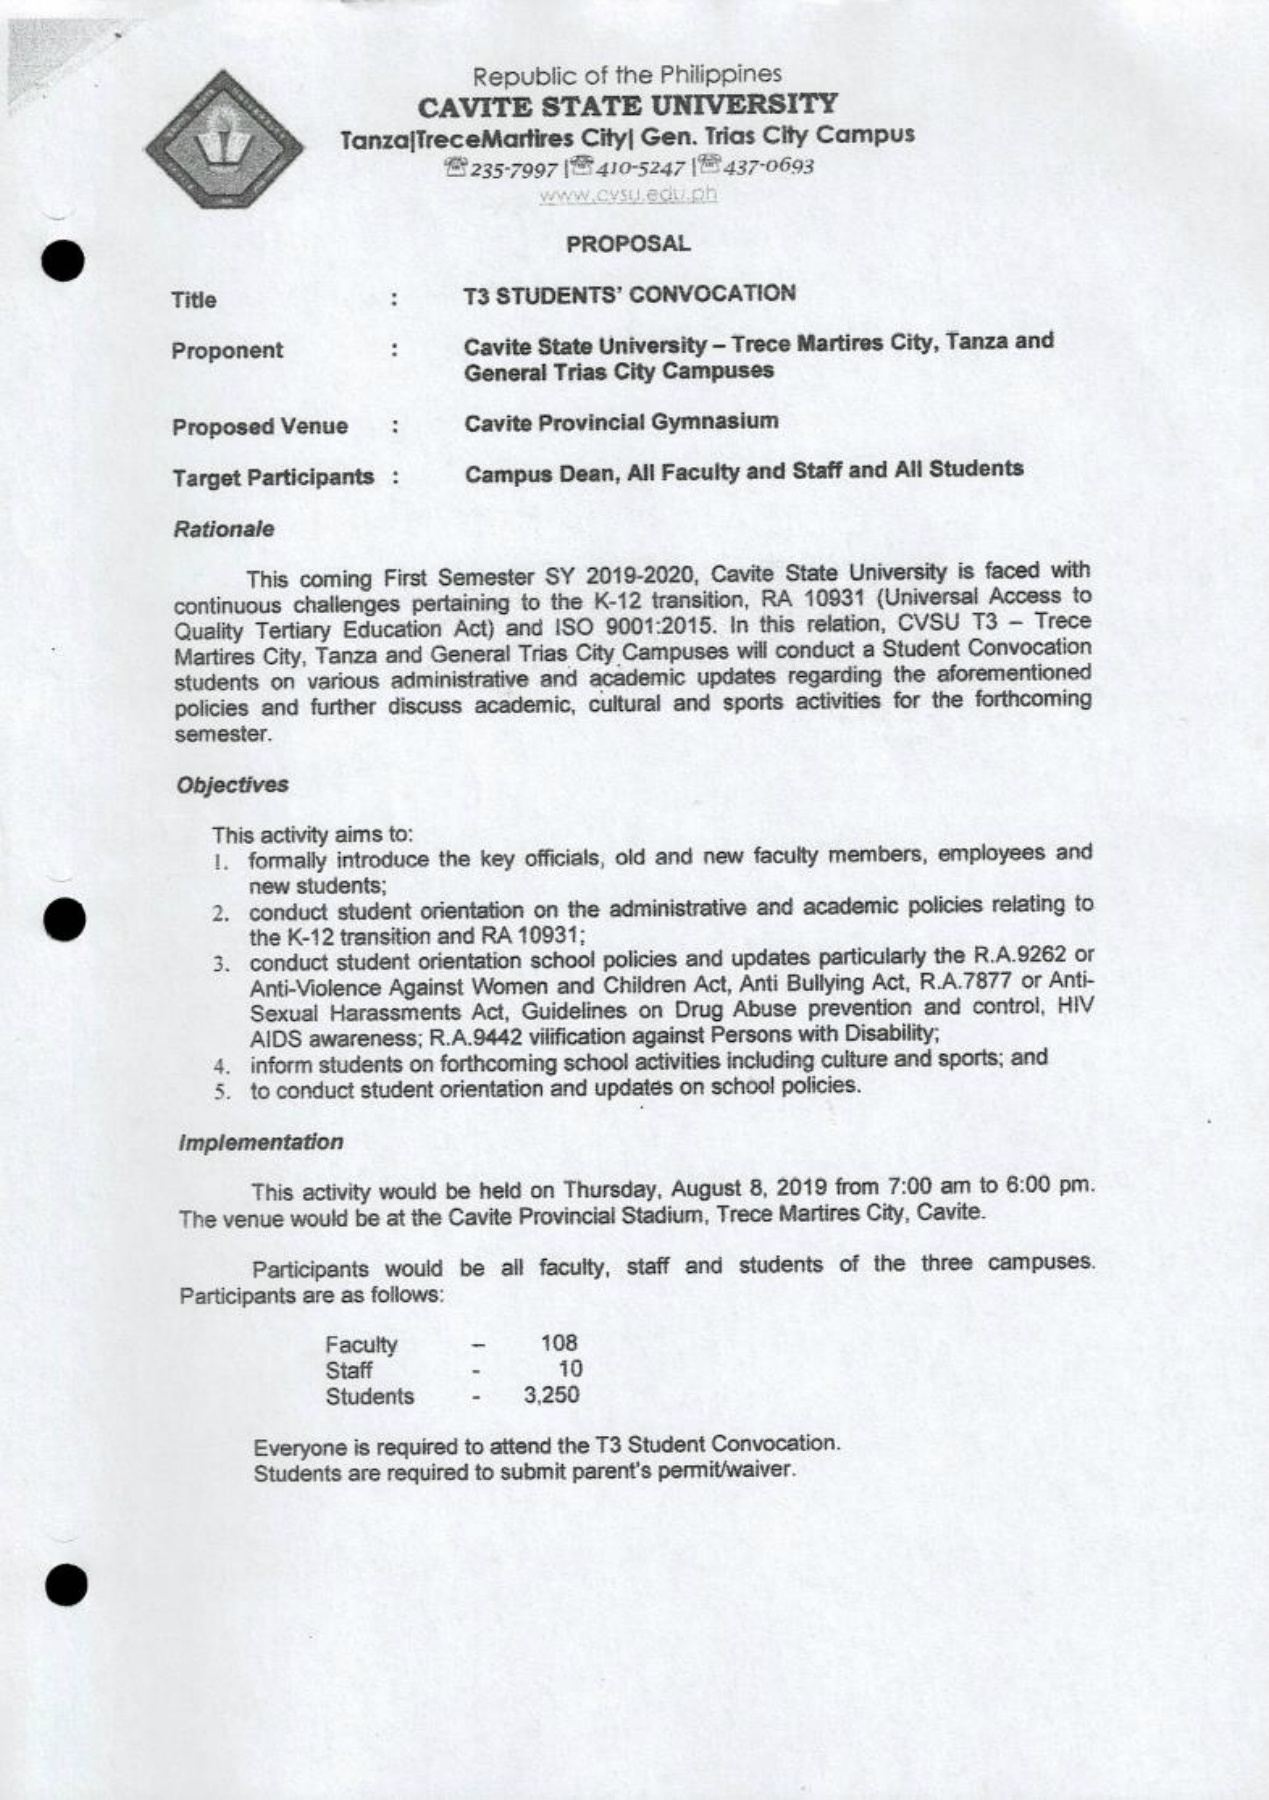 Republic of the Philippines
CAVITE STATE UNIVERSITY
Tanza|TreceMartires City| Gen. Trias City Campus
☏235-7997 |☏410-5247 |☏437-0693
www.cvsu.edu.ph
PROPOSAL
Title : T3 STUDENTS' CONVOCATION
Proponent : Cavite State University – Trece Martires City, Tanza and
General Trias City Campuses
Proposed Venue : Cavite Provincial Gymnasium
Target Participants : Campus Dean, All Faculty and Staff and All Students
Rationale
This coming First Semester SY 2019-2020, Cavite State University is faced with
continuous challenges pertaining to the K-12 transition, RA 10931 (Universal Access to
Quality Tertiary Education Act) and ISO 9001:2015. In this relation, CVSU T3 – Trece
Martires City, Tanza and General Trias City Campuses will conduct a Student Convocation
students on various administrative and academic updates regarding the aforementioned
policies and further discuss academic, cultural and sports activities for the forthcoming
semester.
Objectives
This activity aims to:
1. formally introduce the key officials, old and new faculty members, employees and
new students;
2. conduct student orientation on the administrative and academic policies relating to
the K-12 transition and RA 10931;
3. conduct student orientation school policies and updates particularly the R.A.9262 or
Anti-Violence Against Women and Children Act, Anti Bullying Act, R.A.7877 or Anti-
Sexual Harassments Act, Guidelines on Drug Abuse prevention and control, HIV
AIDS awareness; R.A.9442 vilification against Persons with Disability;
4. inform students on forthcoming school activities including culture and sports; and
5. to conduct student orientation and updates on school policies.
Implementation
This activity would be held on Thursday, August 8, 2019 from 7:00 am to 6:00 pm.
The venue would be at the Cavite Provincial Stadium, Trece Martires City, Cavite.
Participants would be all faculty, staff and students of the three campuses.
Participants are as follows:
Faculty – 108
Staff - 10
Students - 3,250
Everyone is required to attend the T3 Student Convocation.
Students are required to submit parent's permit/waiver.